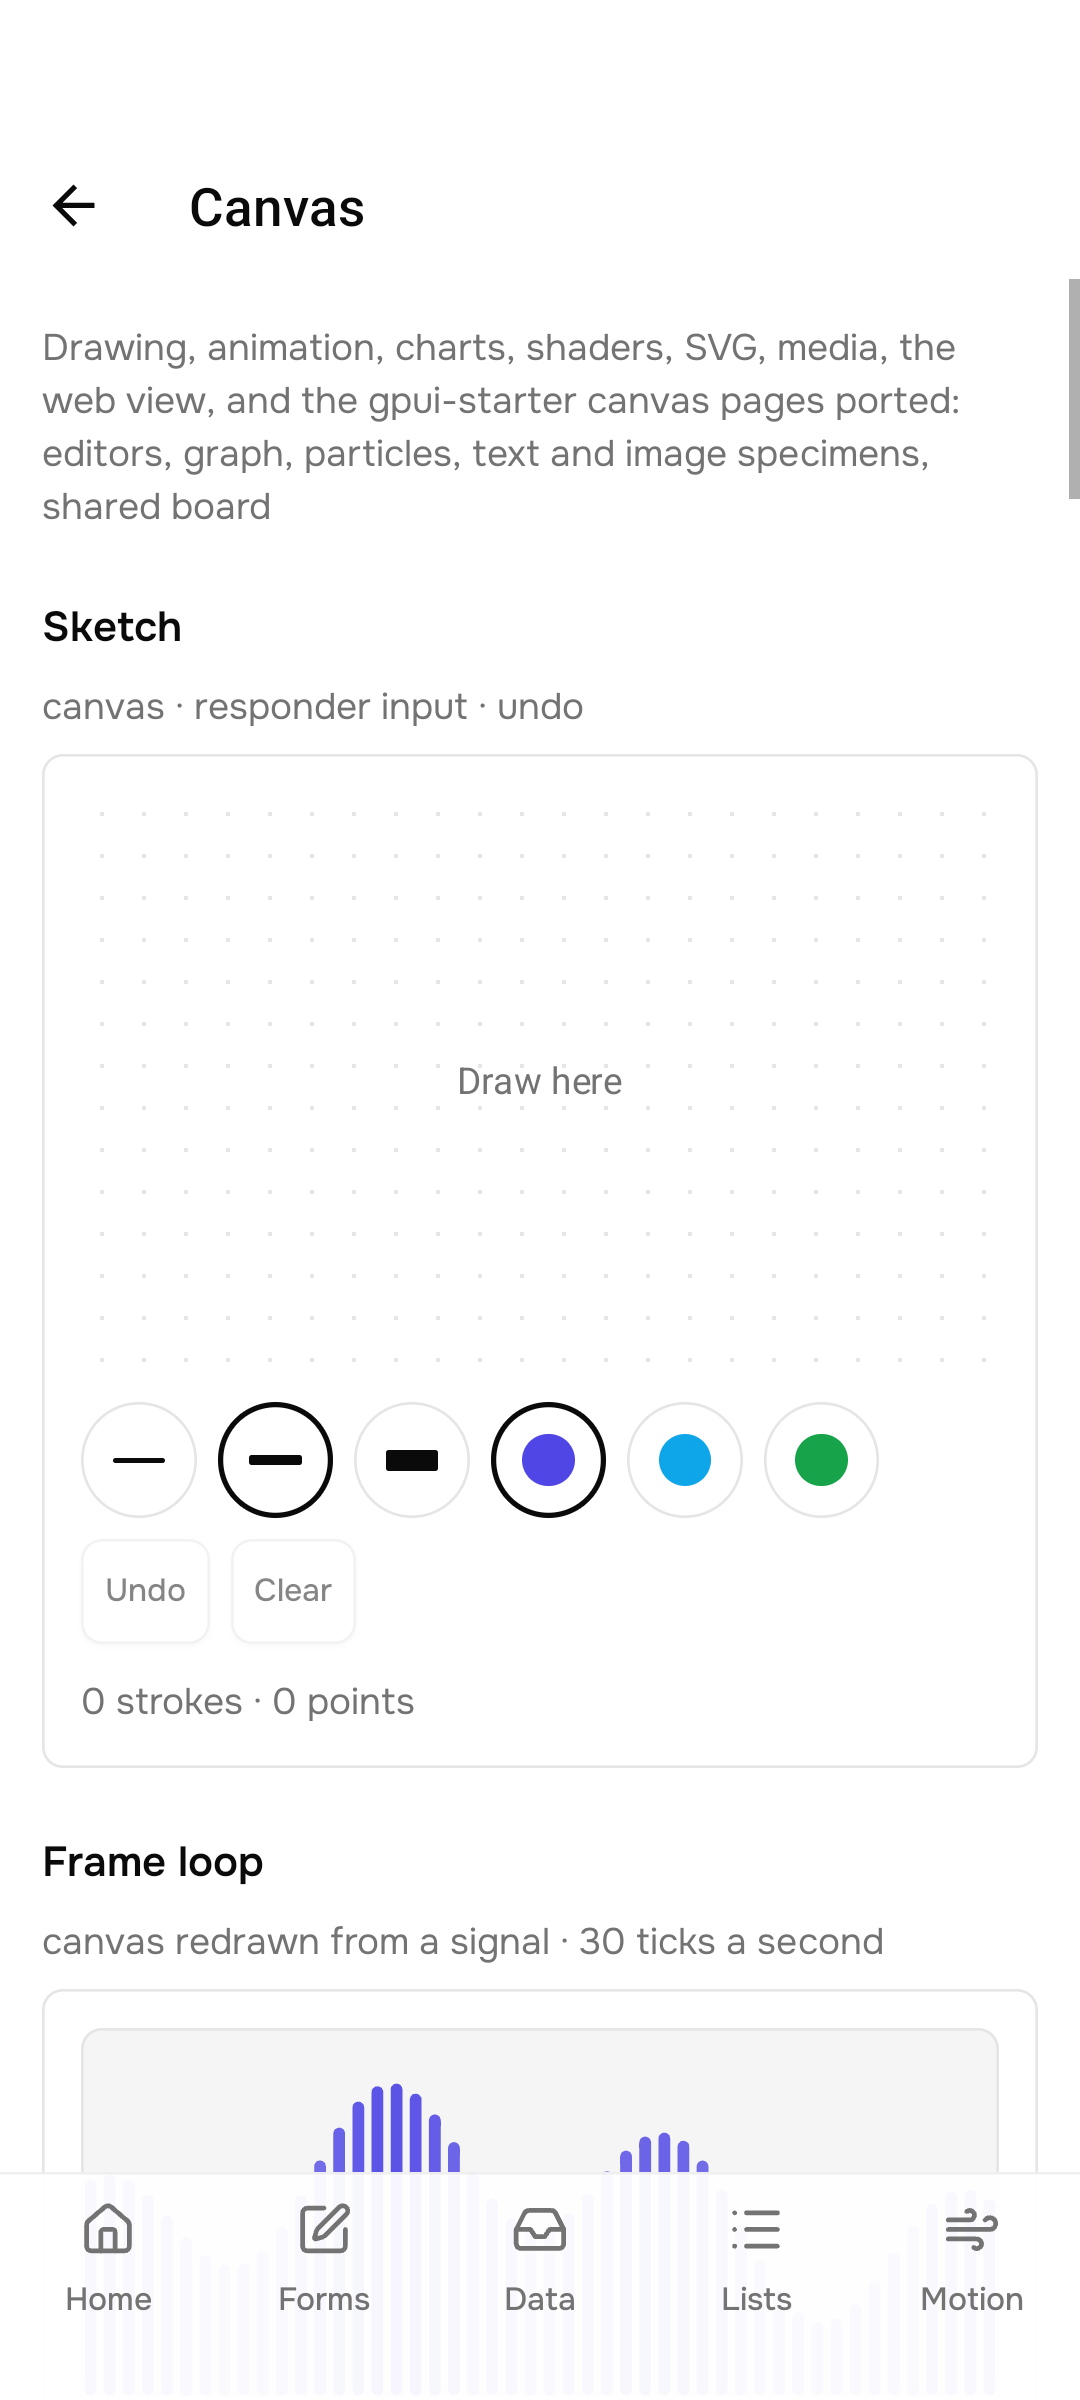 Canvas
Drawing, animation, charts, shaders, SVG, media, the
web view, and the gpui-starter canvas pages ported:
editors, graph, particles, text and image specimens,
shared board
Sketch
canvas · responder input · undo
Draw here
Undo
Clear
0 strokes · 0 points
Frame loop
canvas redrawn from a signal · 30 ticks a second
Home
Forms
Data
Lists
Motion